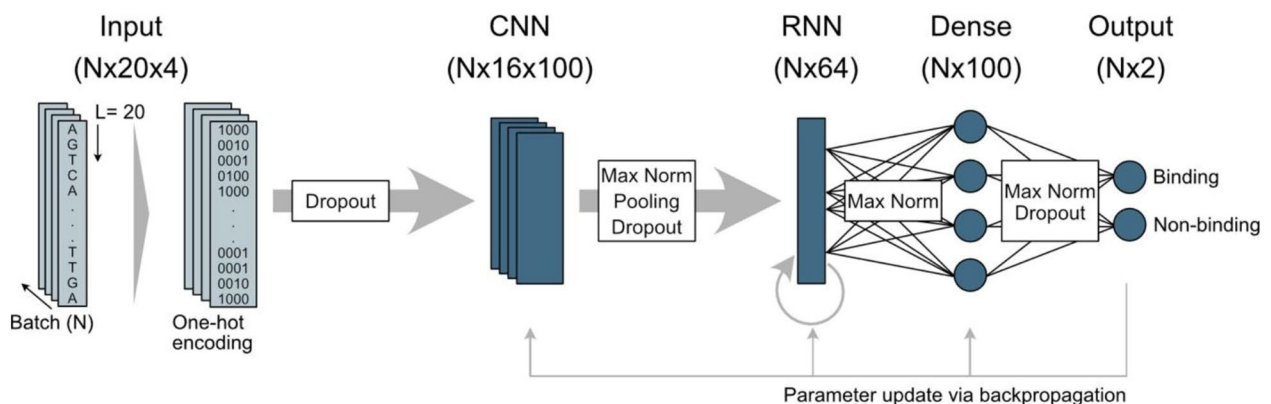 Input
(Nx20x4)
CNN
(Nx16x100)
RNN
(Nx64)
Dense
(Nx100)
Output
(Nx2)
L= 20
A
G
T
C
A
.
.
.
T
T
G
A
Batch (N)
1000
0010
0001
0100
1000
.
.
.
0001
0001
0010
1000
One-hot
encoding
Dropout
Max Norm
Pooling
Dropout
Max Norm
Max Norm
Dropout
Binding
Non-binding
Parameter update via backpropagation